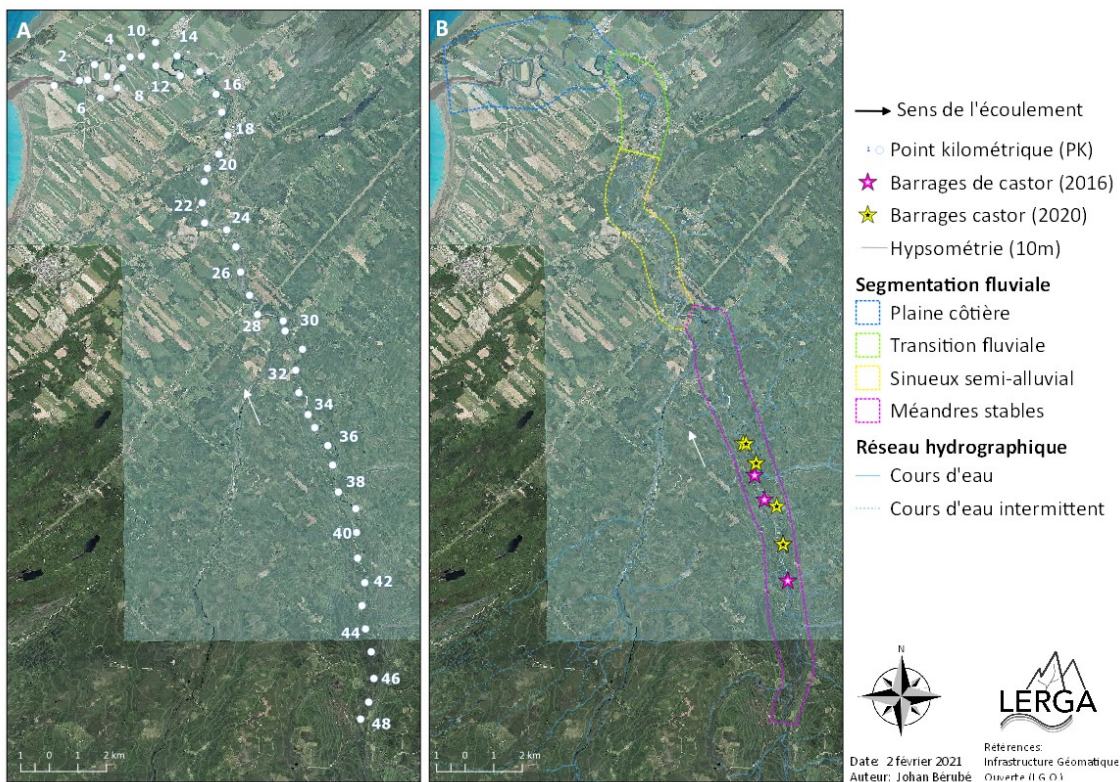 A
2
4
10
14
6
8
12
16
18
20
22
24
26
28
30
32
34
36
38
40
42
44
46
48
1 0 2 km
B
1 0 2 km
Sens de l'écoulement
1 Point kilométrique (PK)
Barrages de castor (2016)
Barrages castor (2020)
Hypsométrie (10m)
Segmentation fluviale
Plaine côtière
Transition fluviale
Sinueux semi-alluvial
Méandres stables
Réseau hydrographique
Cours d'eau
Cours d'eau intermittent
N
LERGA
Date: 2 février 2021
Auteur: Johan Bérubé
Références:
Infrastructure Géomatique
Ouverte (I.G.O.)